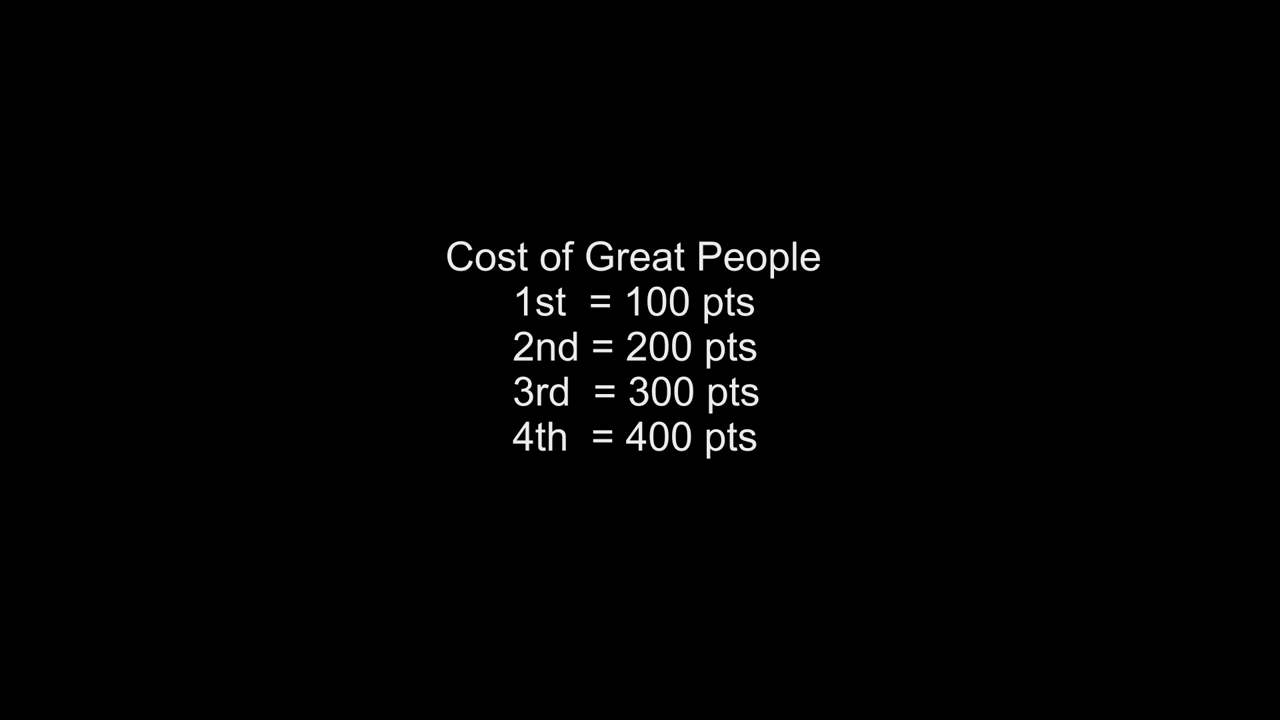 Cost of Great People
1st = 100 pts
2nd = 200 pts
3rd = 300 pts
4th = 400 pts